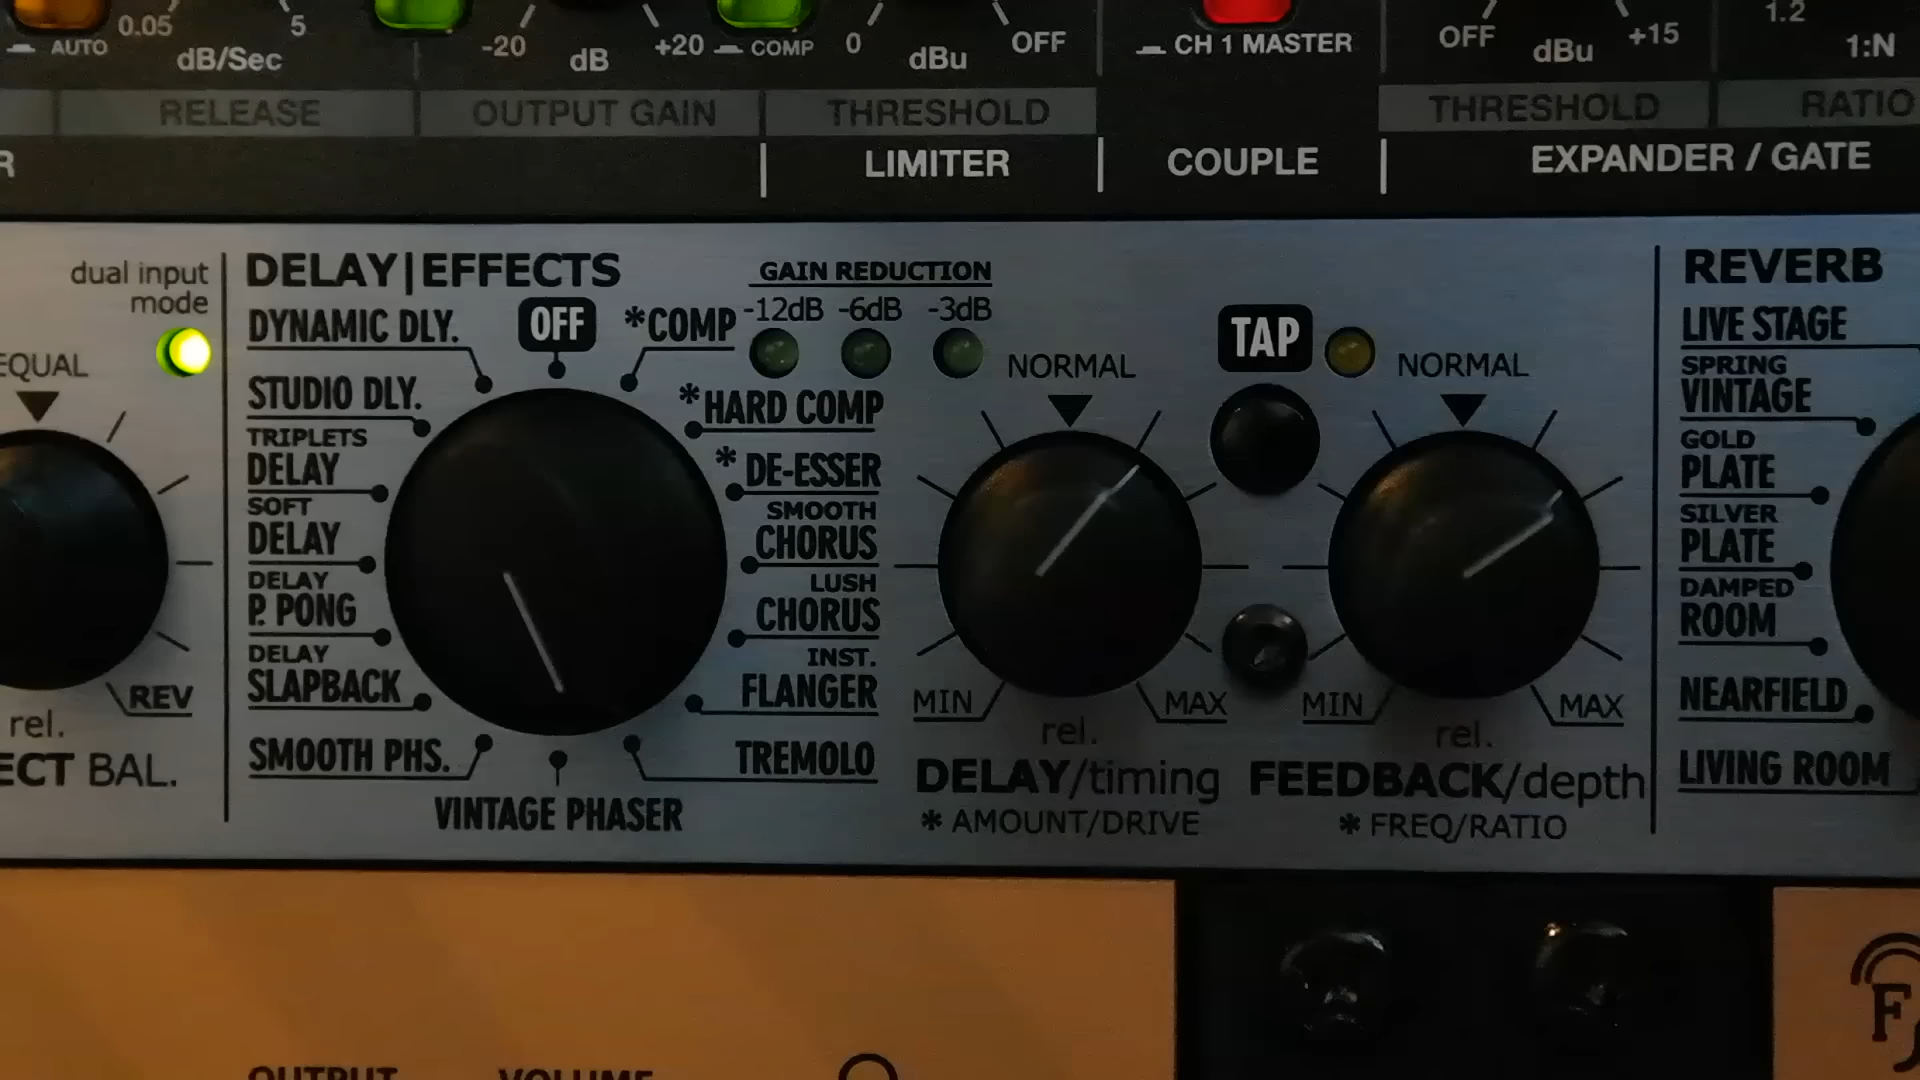 0.05 5 -20 +20 0 OFF OFF +15 1.2
AUTO dB/Sec dB COMP dBu CH 1 MASTER dBu 1:N
RELEASE OUTPUT GAIN THRESHOLD THRESHOLD RATIO
R LIMITER COUPLE EXPANDER / GATE
dual input
mode
EQUAL
REV
rel.
ECT BAL.
DELAY|EFFECTS
DYNAMIC DLY.
STUDIO DLY.
TRIPLETS
DELAY
SOFT
DELAY
DELAY
P. PONG
DELAY
SLAPBACK
SMOOTH PHS.
VINTAGE PHASER
OFF
*COMP
*HARD COMP
* DE-ESSER
SMOOTH
CHORUS
LUSH
CHORUS
INST.
FLANGER
TREMOLO
GAIN REDUCTION
-12dB -6dB -3dB
NORMAL
MIN MAX
rel.
DELAY/timing
* AMOUNT/DRIVE
TAP
NORMAL
MIN MAX
rel.
FEEDBACK/depth
* FREQ/RATIO
REVERB
LIVE STAGE
SPRING
VINTAGE
GOLD
PLATE
SILVER
PLATE
DAMPED
ROOM
NEARFIELD
LIVING ROOM
OUTPUT VOLUME
F